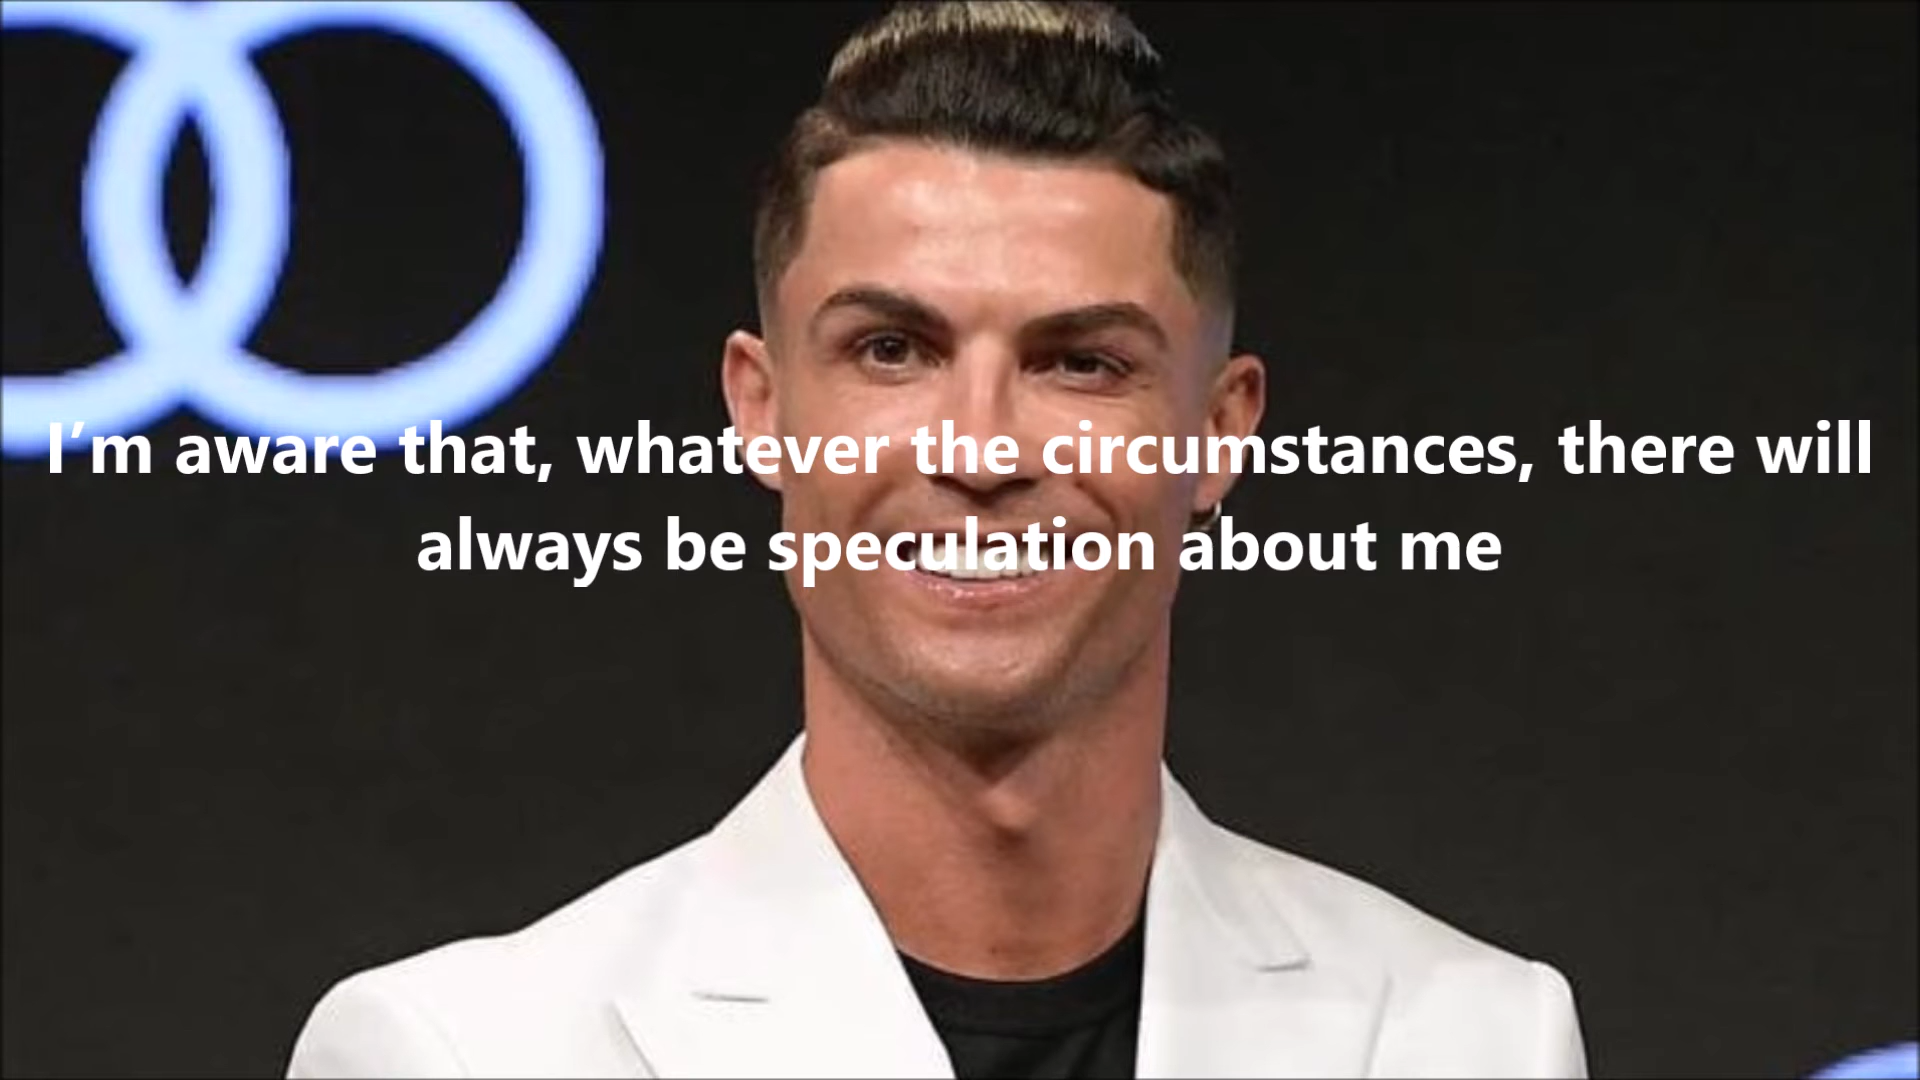 I’m aware that, whatever the circumstances, there will
always be speculation about me